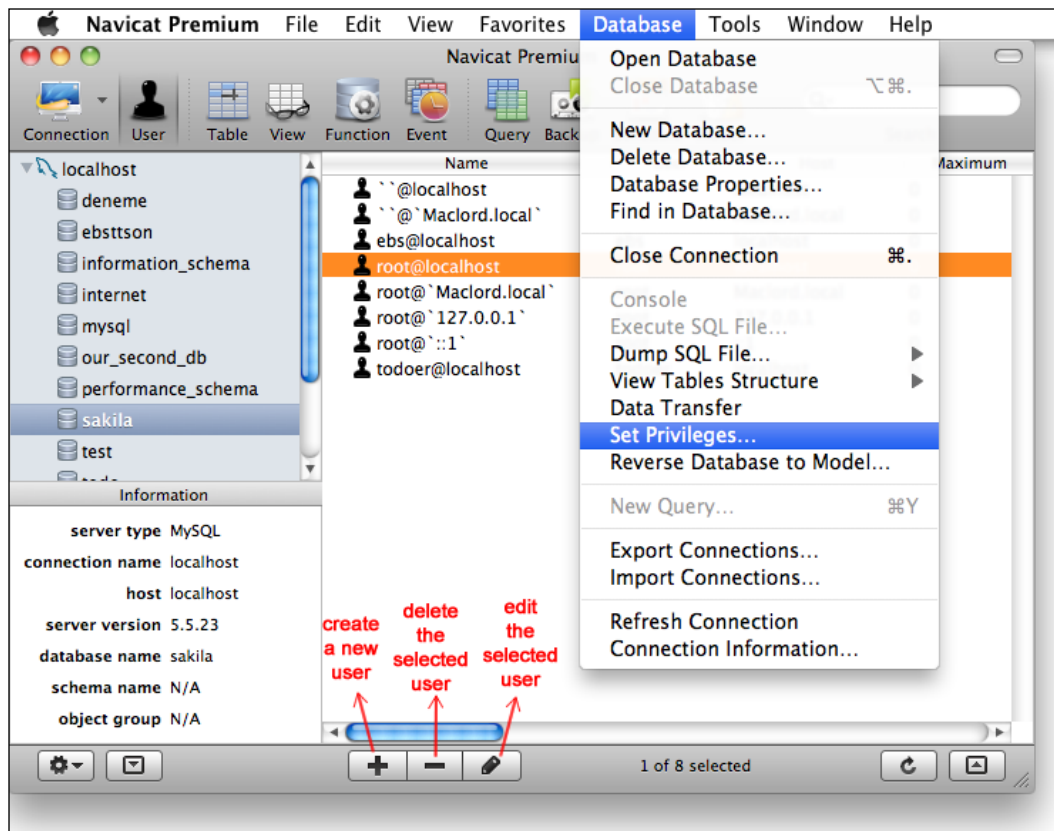 Navicat Premium File Edit View Favorites Database Tools Window Help
Navicat Premiu
Connection User Table View Function Event Query Back
Name Maximum
localhost
deneme
ebsttson
information_schema
internet
mysql
our_second_db
performance_schema
sakila
test
``@localhost
``@`Maclord.local`
ebs@localhost
root@localhost
root@`Maclord.local`
root@`127.0.0.1`
root@`::1`
todoer@localhost
Open Database
Close Database ⌥⌘.
New Database...
Delete Database...
Database Properties...
Find in Database...
Close Connection ⌘.
Console
Execute SQL File...
Dump SQL File...
View Tables Structure
Data Transfer
Set Privileges...
Reverse Database to Model...
New Query... ⌘Y
Export Connections...
Import Connections...
Refresh Connection
Connection Information...
Information
server type MySQL
connection name localhost
host localhost
server version 5.5.23
database name sakila
schema name N/A
object group N/A
create
a new
user
delete
the
selected
user
edit
the
selected
user
1 of 8 selected